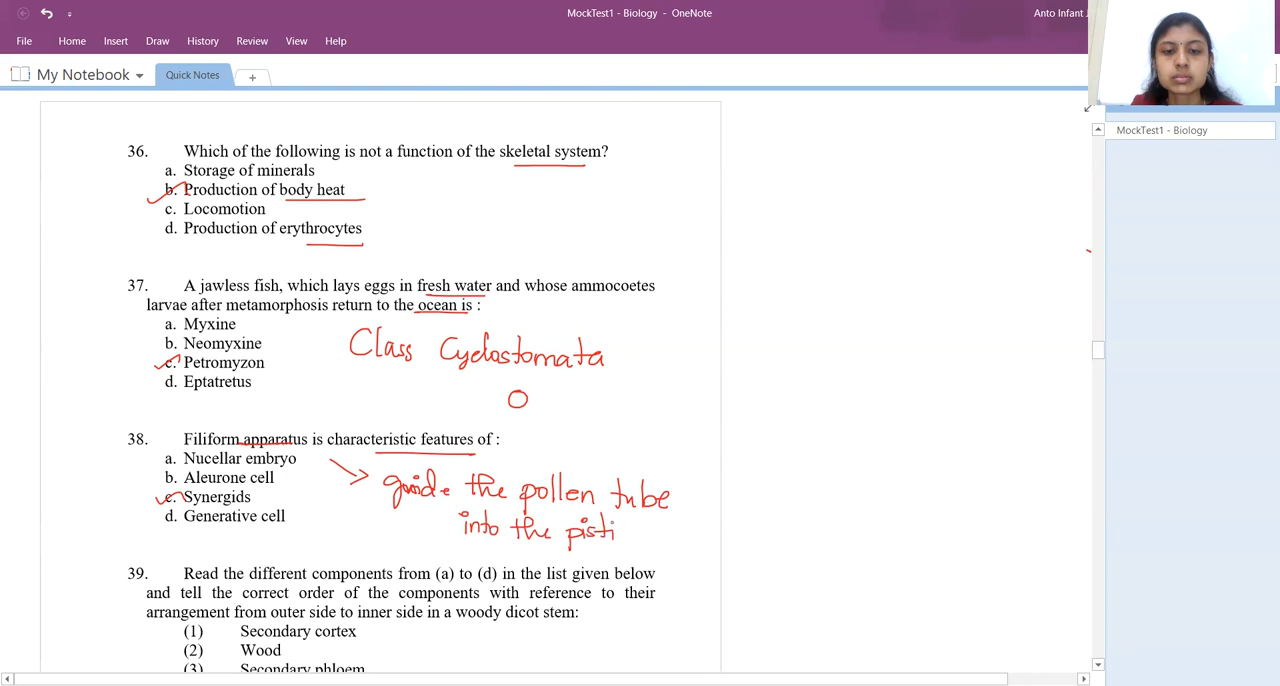 MockTest1 - Biology - OneNote
Anto Infant J
File Home Insert Draw History Review View Help
My Notebook
Quick Notes
+
MockTest1 - Biology
36. Which of the following is not a function of the skeletal system?
a. Storage of minerals
b. Production of body heat
c. Locomotion
d. Production of erythrocytes
37. A jawless fish, which lays eggs in fresh water and whose ammocoetes
larvae after metamorphosis return to the ocean is :
a. Myxine
b. Neomyxine
c. Petromyzon
d. Eptatretus
Class Cyclostomata
38. Filiform apparatus is characteristic features of :
a. Nucellar embryo
b. Aleurone cell
c. Synergids
d. Generative cell
guide the pollen tube
into the pisti
39. Read the different components from (a) to (d) in the list given below
and tell the correct order of the components with reference to their
arrangement from outer side to inner side in a woody dicot stem:
(1) Secondary cortex
(2) Wood
(3) Secondary phloem